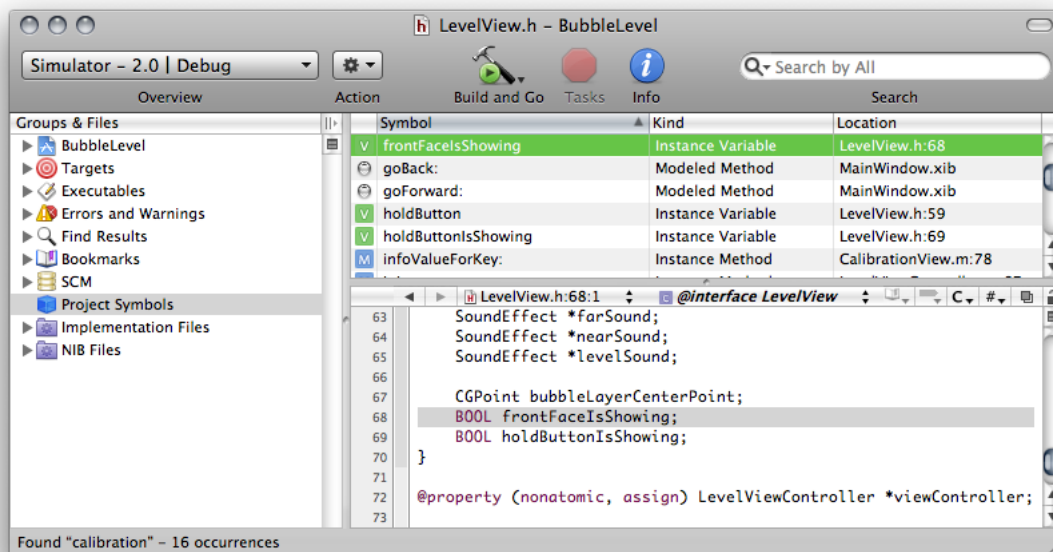 LevelView.h – BubbleLevel
Simulator – 2.0 | Debug
Search by All
Overview
Action
Build and Go
Tasks
Info
Search
Groups & Files
BubbleLevel
Targets
Executables
Errors and Warnings
Find Results
Bookmarks
SCM
Project Symbols
Implementation Files
NIB Files
Symbol Kind Location
V frontFaceIsShowing Instance Variable LevelView.h:68
goBack: Modeled Method MainWindow.xib
goForward: Modeled Method MainWindow.xib
V holdButton Instance Variable LevelView.h:59
V holdButtonIsShowing Instance Variable LevelView.h:69
M infoValueForKey: Instance Method CalibrationView.m:78
LevelView.h:68:1 @interface LevelView C #
63 SoundEffect *farSound;
64 SoundEffect *nearSound;
65 SoundEffect *levelSound;
66
67 CGPoint bubbleLayerCenterPoint;
68 BOOL frontFaceIsShowing;
69 BOOL holdButtonIsShowing;
70 }
71
72 @property (nonatomic, assign) LevelViewController *viewController;
73
Found "calibration" – 16 occurrences